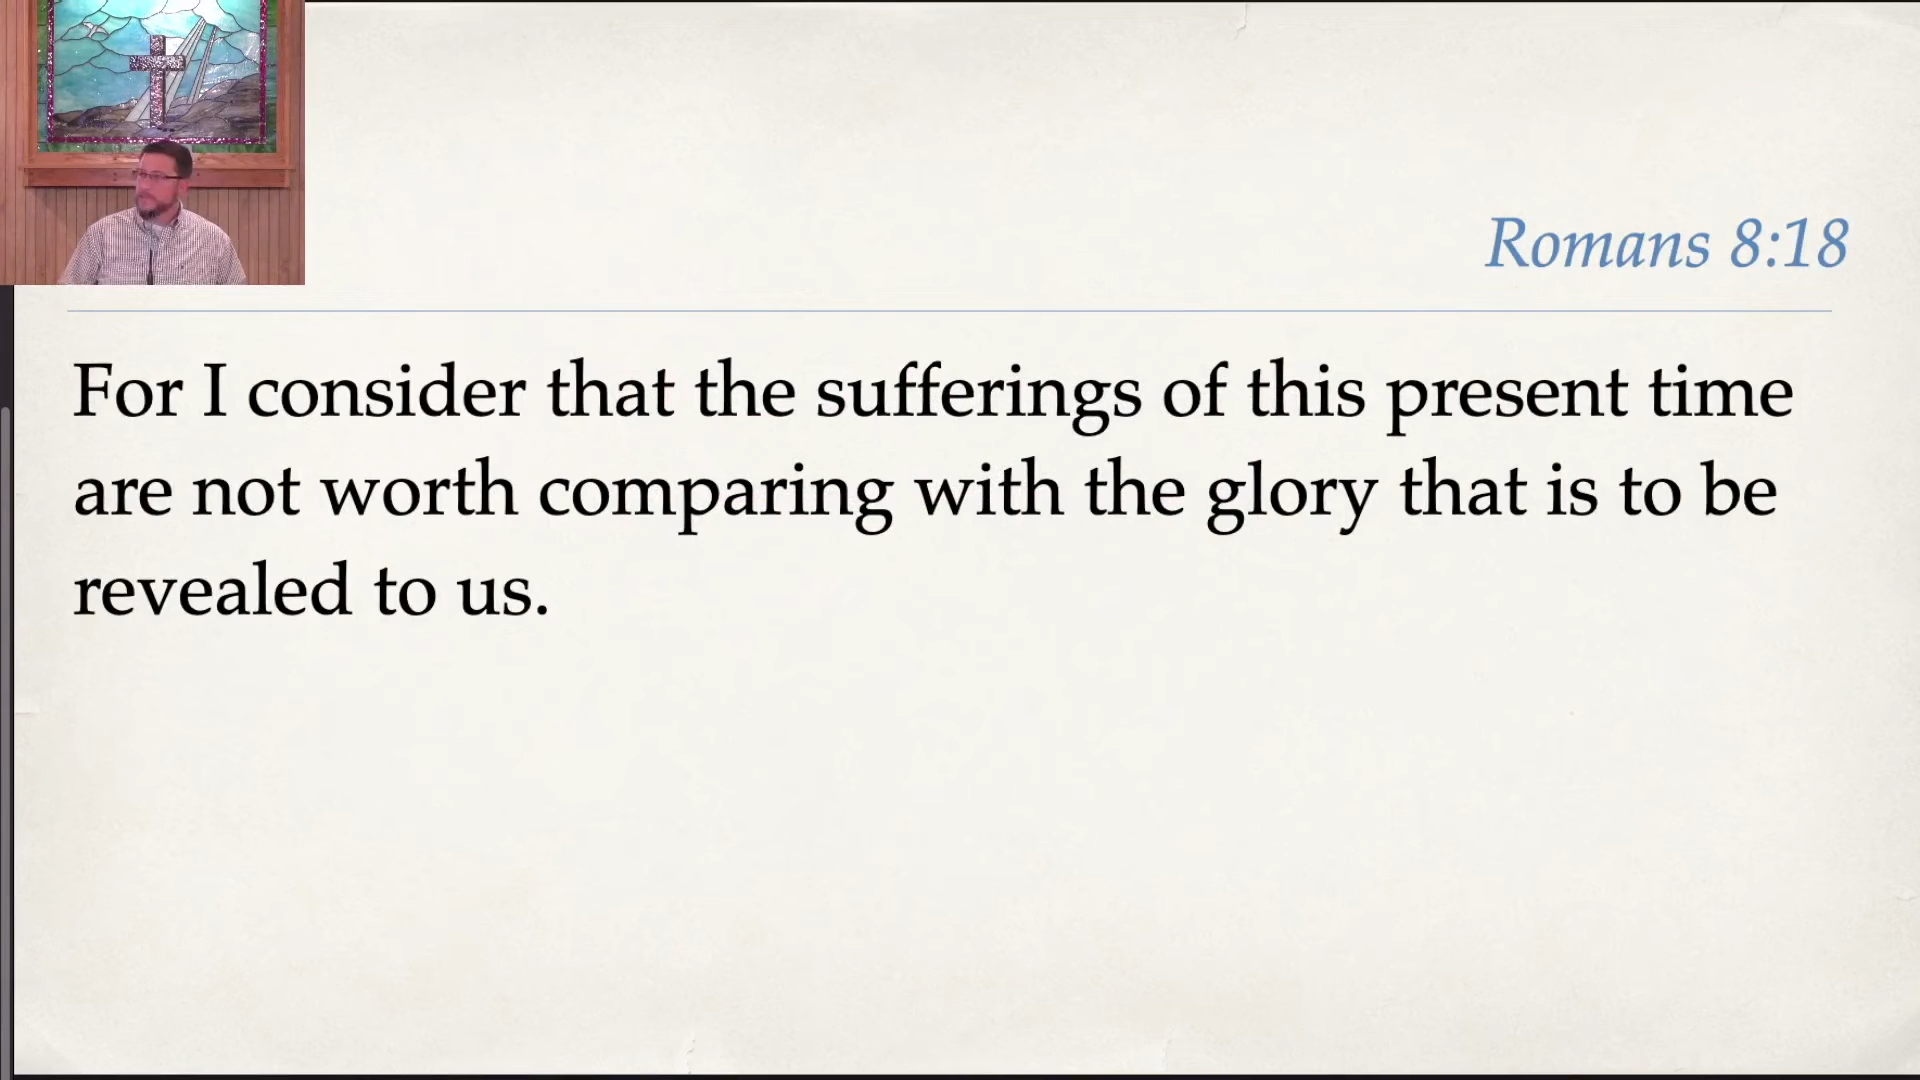 Romans 8:18
For I consider that the sufferings of this present time
are not worth comparing with the glory that is to be
revealed to us.